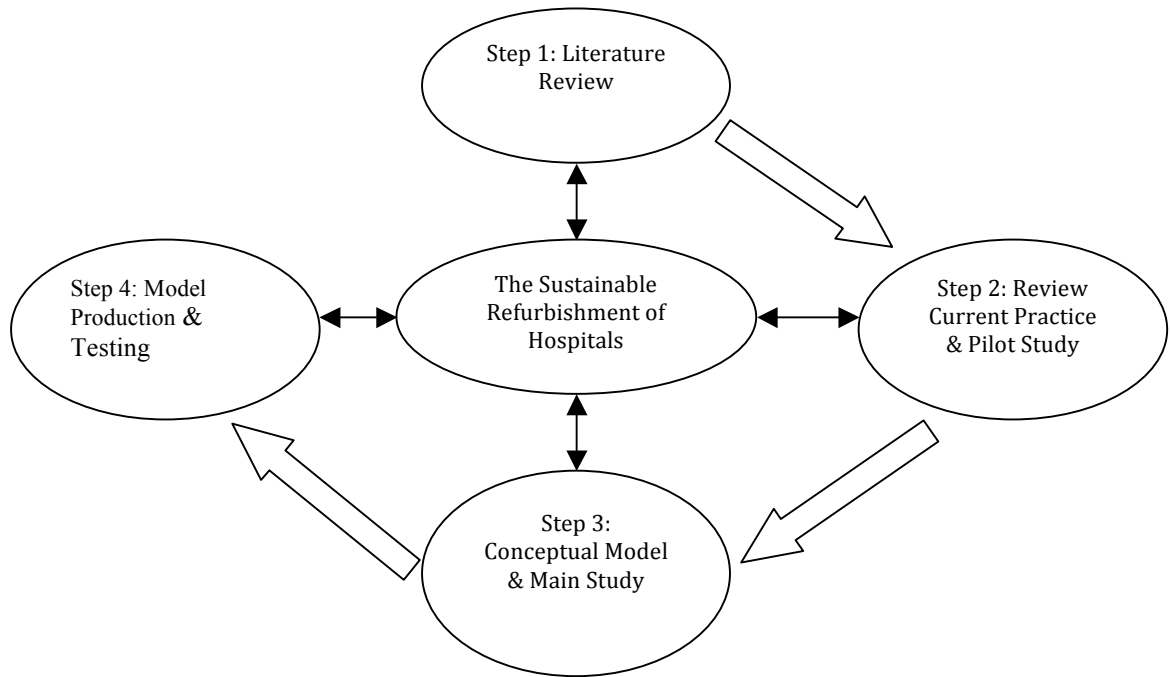 Step 1: Literature
Review
The Sustainable
Refurbishment of
Hospitals
Step 2: Review
Current Practice
& Pilot Study
Step 3:
Conceptual Model
& Main Study
Step 4: Model
Production &
Testing